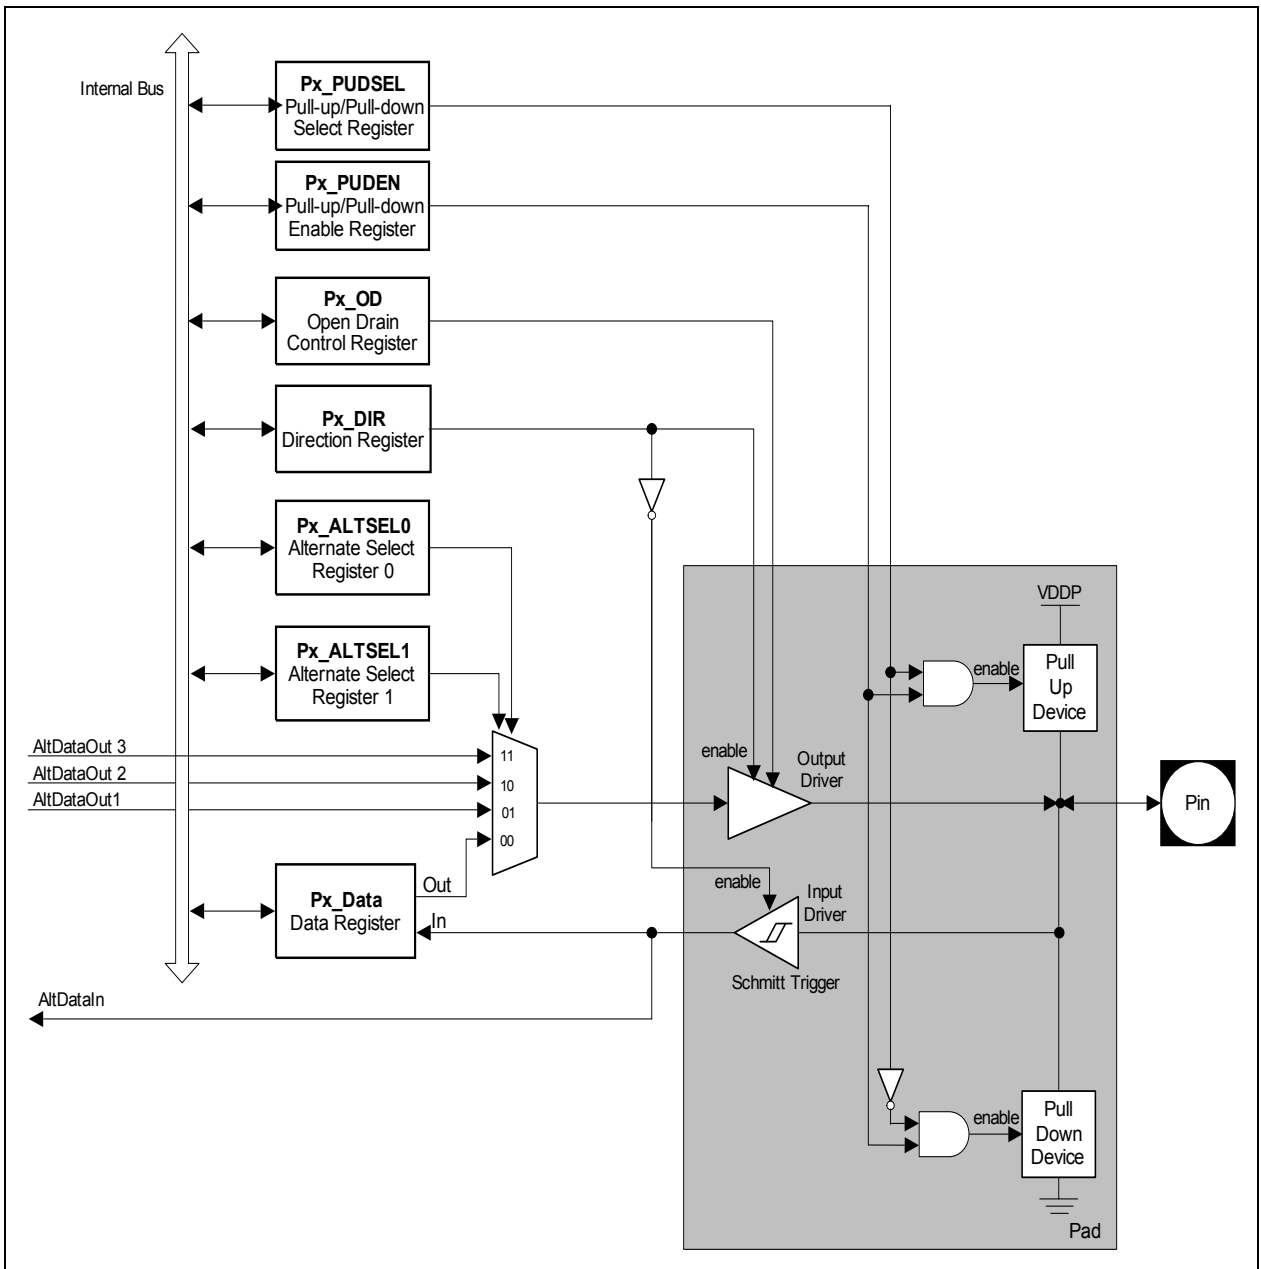 Internal Bus
Px_PUDSEL
Pull-up/Pull-down
Select Register
Px_PUDEN
Pull-up/Pull-down
Enable Register
Px_OD
Open Drain
Control Register
Px_DIR
Direction Register
Px_ALTSEL0
Alternate Select
Register 0
Px_ALTSEL1
Alternate Select
Register 1
AltDataOut 3
AltDataOut 2
AltDataOut1
11
10
01
00
Px_Data
Data Register
Out
In
AltDataIn
enable
Output
Driver
enable
Input
Driver
Schmitt Trigger
VDDP
enable
Pull
Up
Device
Pin
enable
Pull
Down
Device
Pad